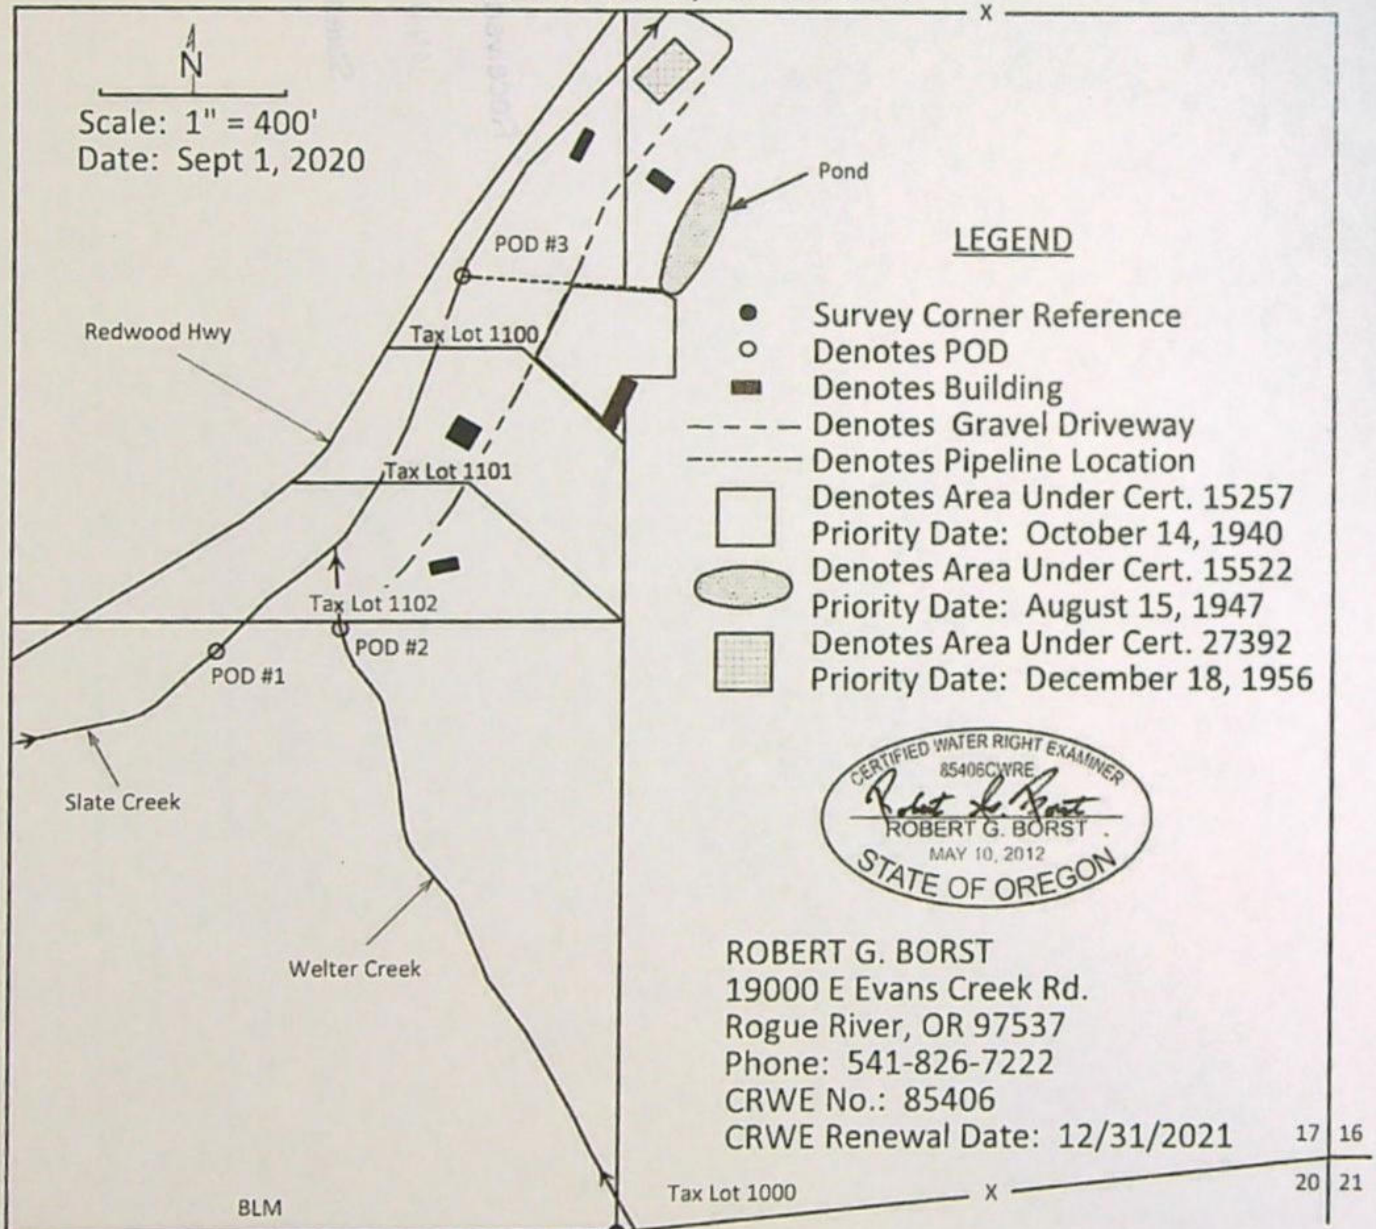 X
N
Scale: 1" = 400'
Date: Sept 1, 2020
Pond
POD #3
LEGEND
Redwood Hwy
Tax Lot 1100
Survey Corner Reference
Denotes POD
Denotes Building
Denotes Gravel Driveway
Denotes Pipeline Location
Tax Lot 1101
Denotes Area Under Cert. 15257
Priority Date: October 14, 1940
Denotes Area Under Cert. 15522
Priority Date: August 15, 1947
Tax Lot 1102
Denotes Area Under Cert. 27392
Priority Date: December 18, 1956
POD #2
POD #1
Slate Creek
CERTIFIED WATER RIGHT EXAMINER
85406CWRE
Robert G. Borst
ROBERT G. BORST
MAY 10, 2012
STATE OF OREGON
Welter Creek
ROBERT G. BORST
19000 E Evans Creek Rd.
Rogue River, OR 97537
Phone: 541-826-7222
CRWE No.: 85406
CRWE Renewal Date: 12/31/2021
17 16
20 21
Tax Lot 1000
X
BLM